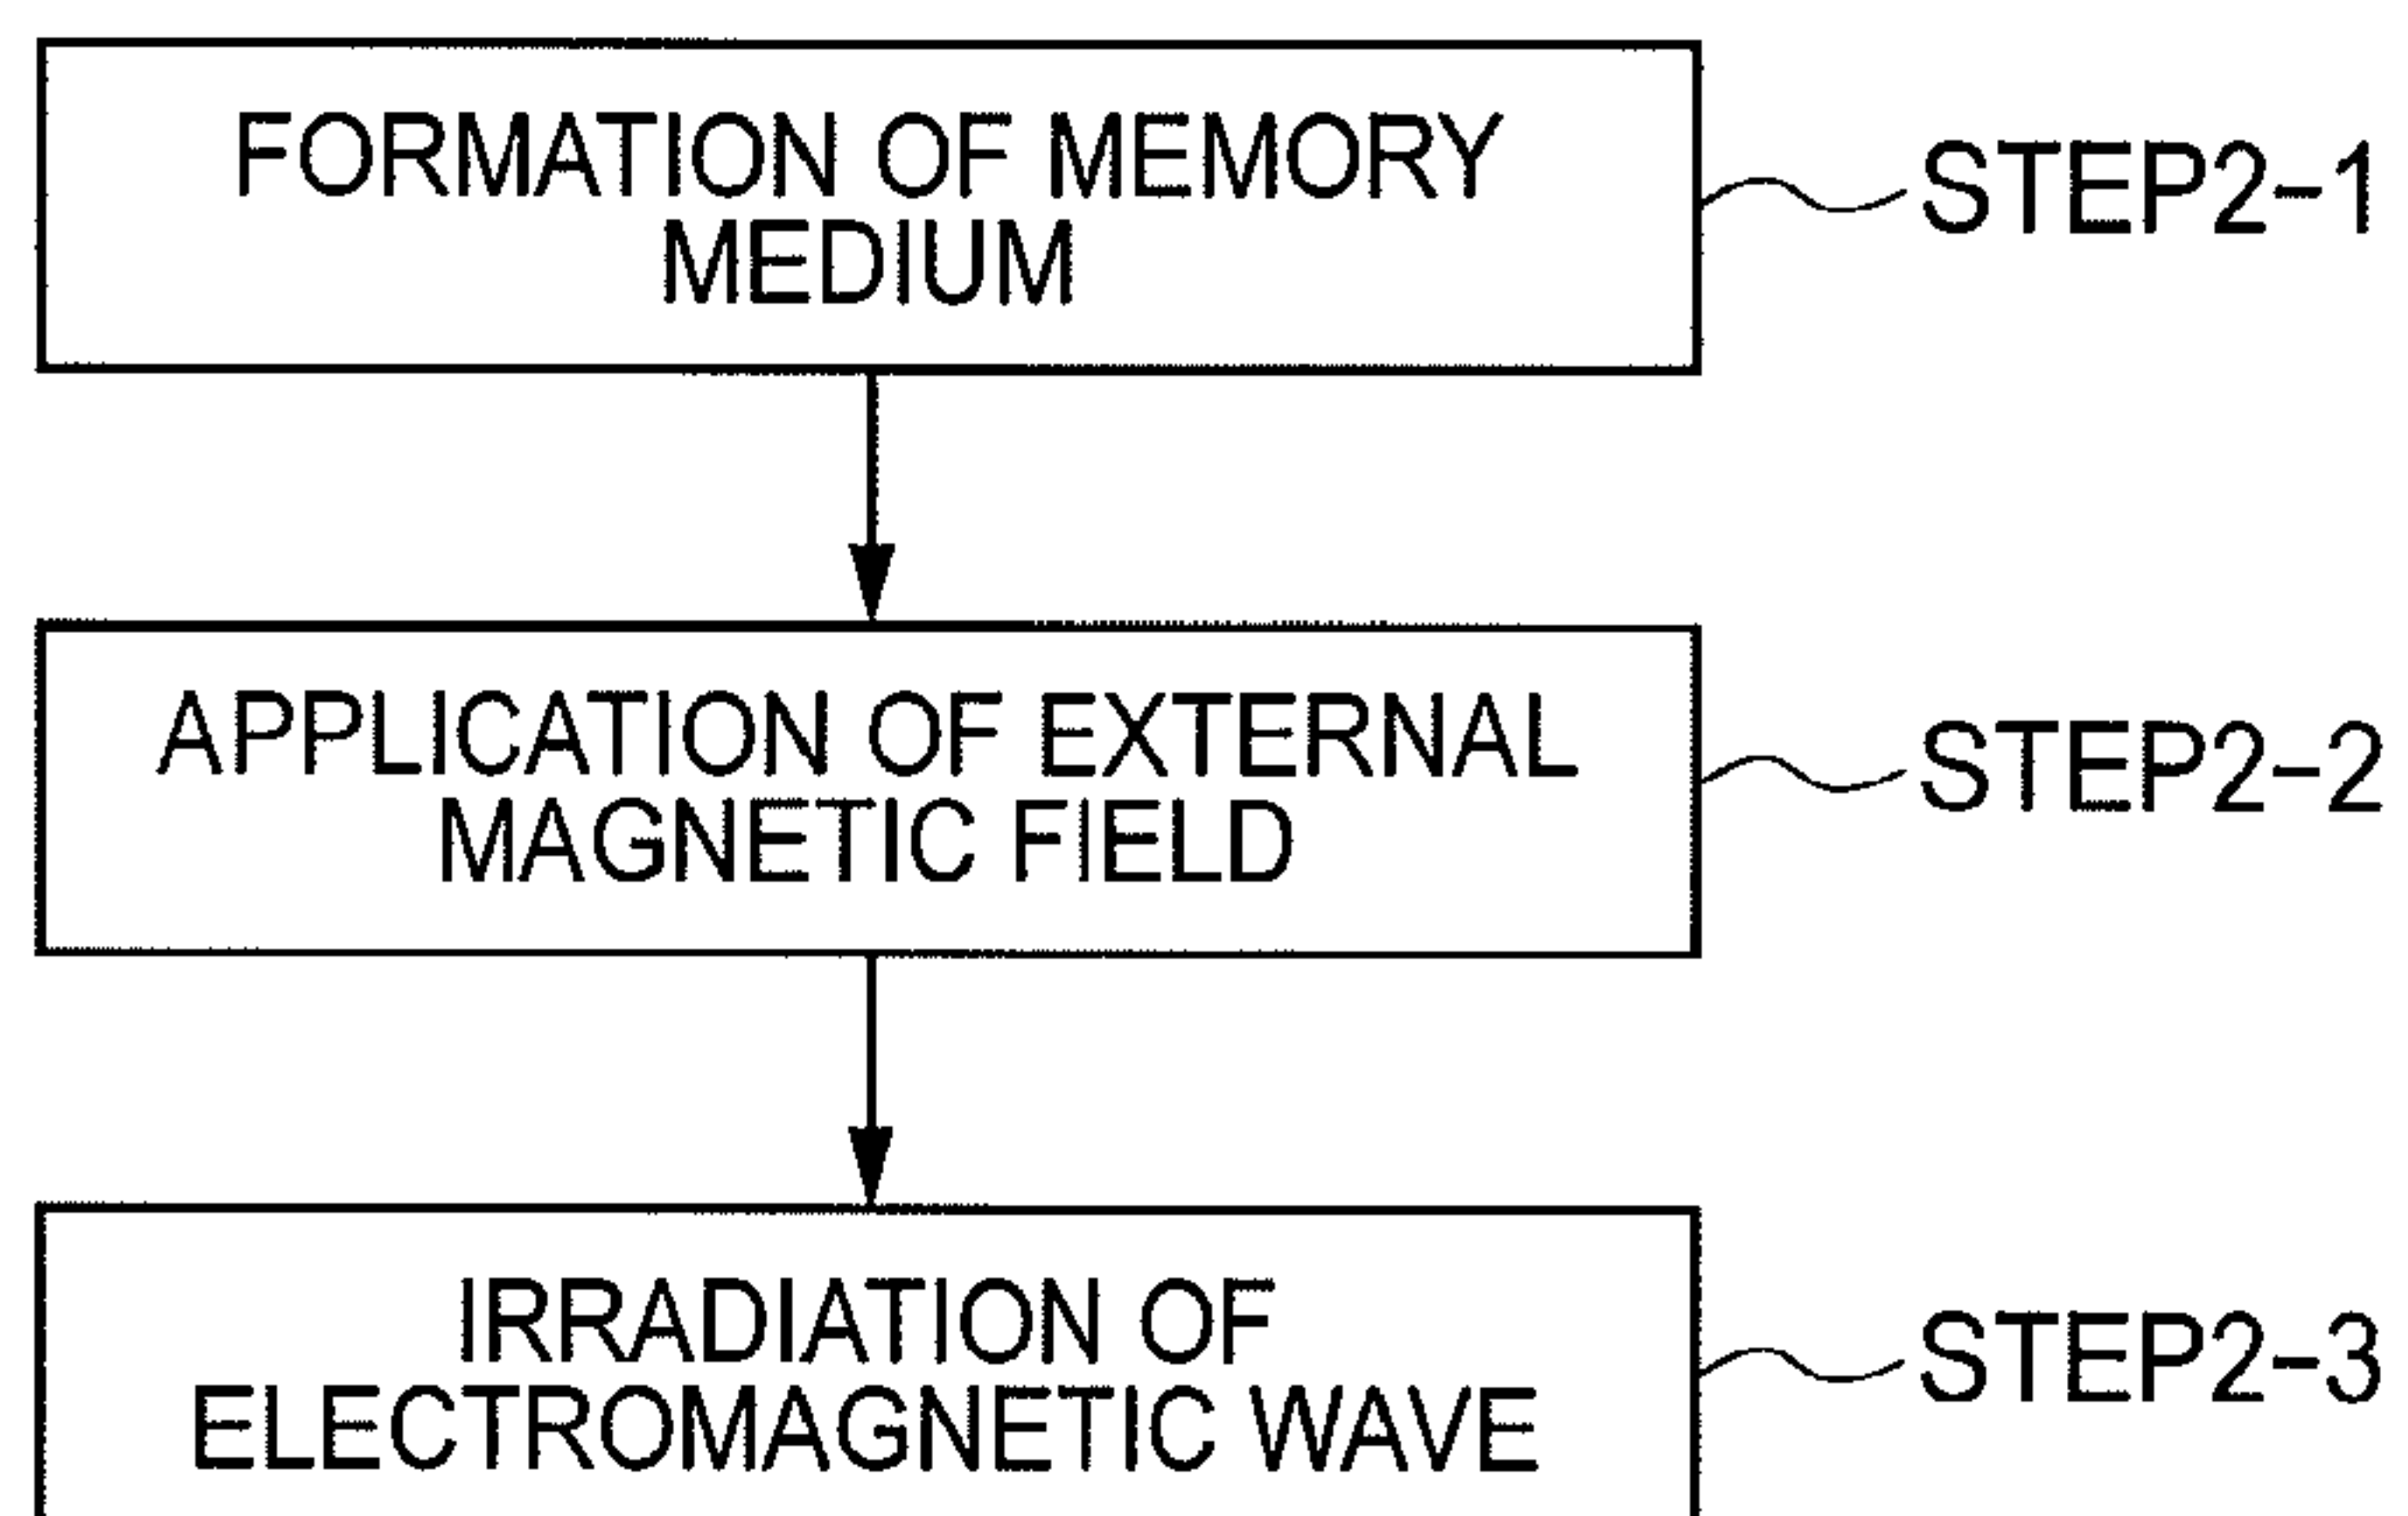 FORMATION OF MEMORY
MEDIUM
STEP2-1
APPLICATION OF EXTERNAL
MAGNETIC FIELD
STEP2-2
IRRADIATION OF
ELECTROMAGNETIC WAVE
STEP2-3